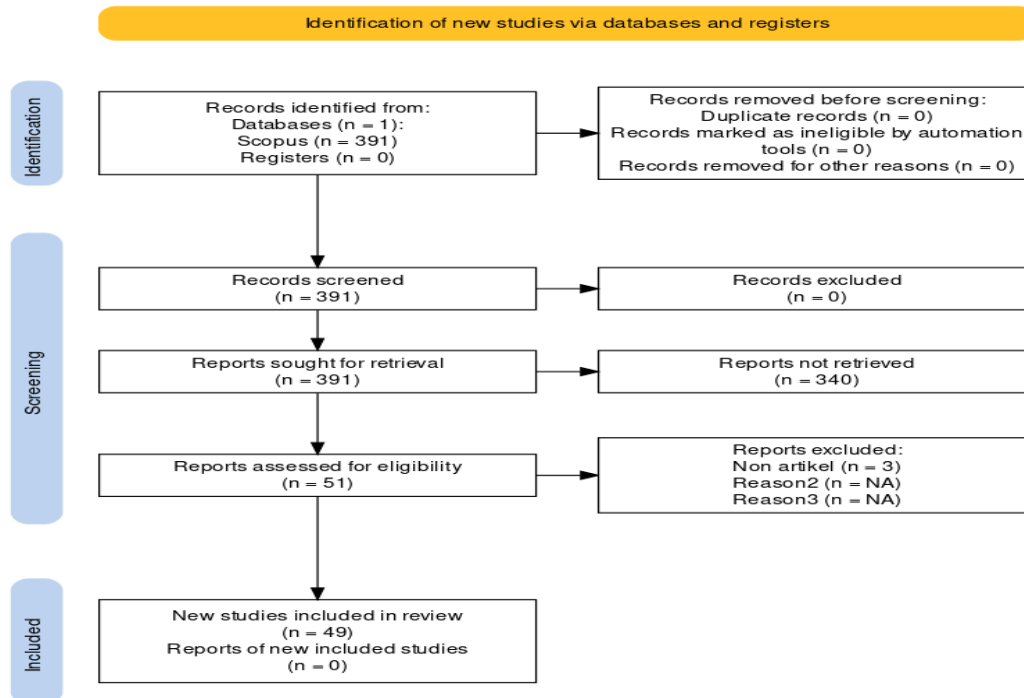 Identification of new studies via databases and registers
Identification
Records identified from:
Databases (n = 1):
Scopus (n = 391)
Registers (n = 0)
Records removed before screening:
Duplicate records (n = 0)
Records marked as ineligible by automation
tools (n = 0)
Records removed for other reasons (n = 0)
Screening
Records screened
(n = 391)
Records excluded
(n = 0)
Reports sought for retrieval
(n = 391)
Reports not retrieved
(n = 340)
Reports assessed for eligibility
(n = 51)
Reports excluded:
Non artikel (n = 3)
Reason2 (n = NA)
Reason3 (n = NA)
Included
New studies included in review
(n = 49)
Reports of new included studies
(n = 0)